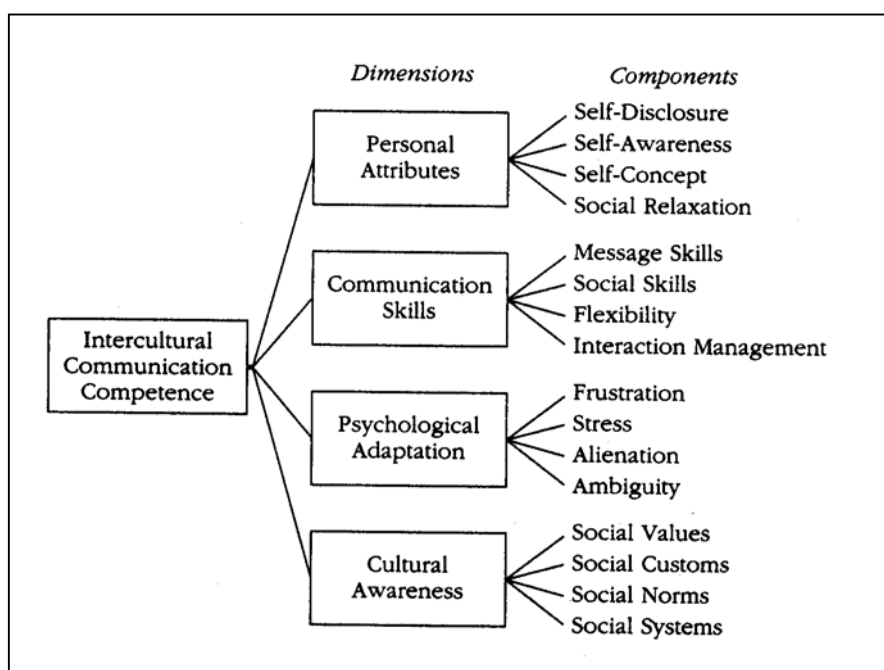 Dimensions
Components
Personal
Attributes
Self-Disclosure
Self-Awareness
Self-Concept
Social Relaxation
Communication
Skills
Message Skills
Social Skills
Flexibility
Interaction Management
Intercultural
Communication
Competence
Psychological
Adaptation
Frustration
Stress
Alienation
Ambiguity
Cultural
Awareness
Social Values
Social Customs
Social Norms
Social Systems